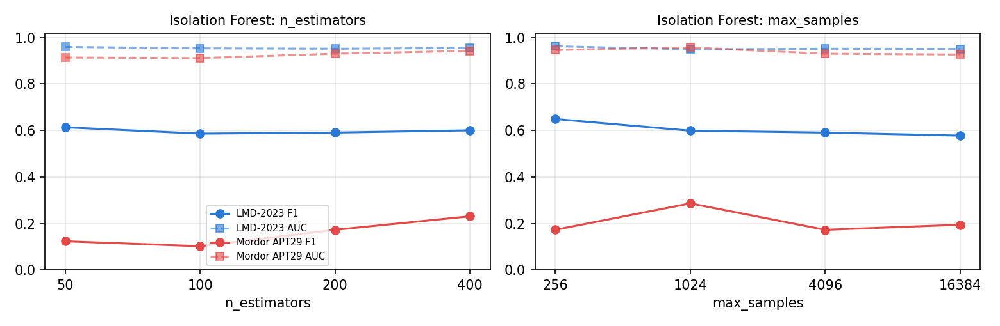 Isolation Forest: n_estimators
1.0
0.8
0.6
0.4
0.2
0.0
LMD-2023 F1
LMD-2023 AUC
Mordor APT29 F1
Mordor APT29 AUC
50 100 200 400
n_estimators
Isolation Forest: max_samples
1.0
0.8
0.6
0.4
0.2
0.0
256 1024 4096 16384
max_samples